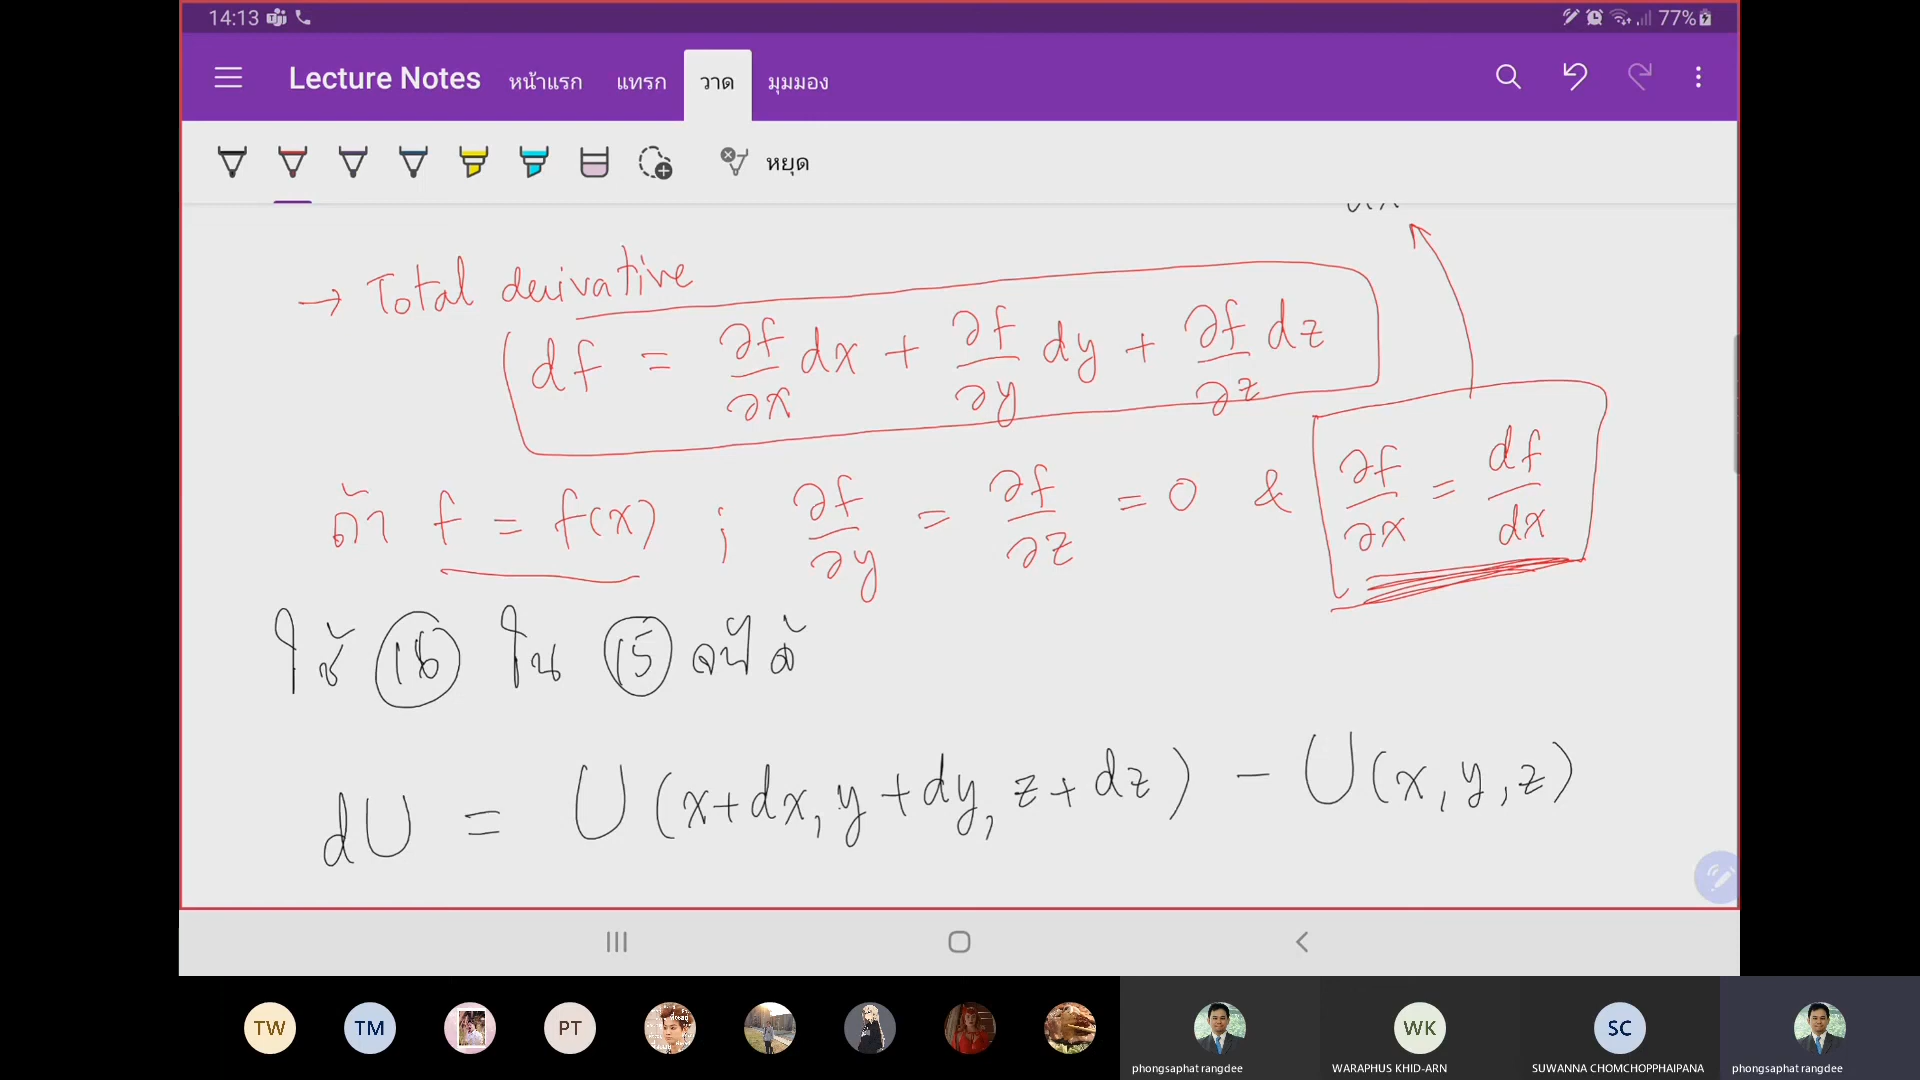 14:13 77%
Lecture Notes หน้าแรก แทรก วาด มุมมอง
หยุด
dx
→ Total derivative
df = ∂f/∂x dx + ∂f/∂y dy + ∂f/∂z dz
ถ้า f = f(x) ; ∂f/∂y = ∂f/∂z = 0 & ∂f/∂x = df/dx
ใช้ (16) ใน (15) จะได้
dU = U(x+dx, y+dy, z+dz) - U(x, y, z)
TW TM PT WK SC
phongsaphat rangdee WARAPHUS KHID-ARN SUWANNA CHOMCHOPPHAIPANA phongsaphat rangdee